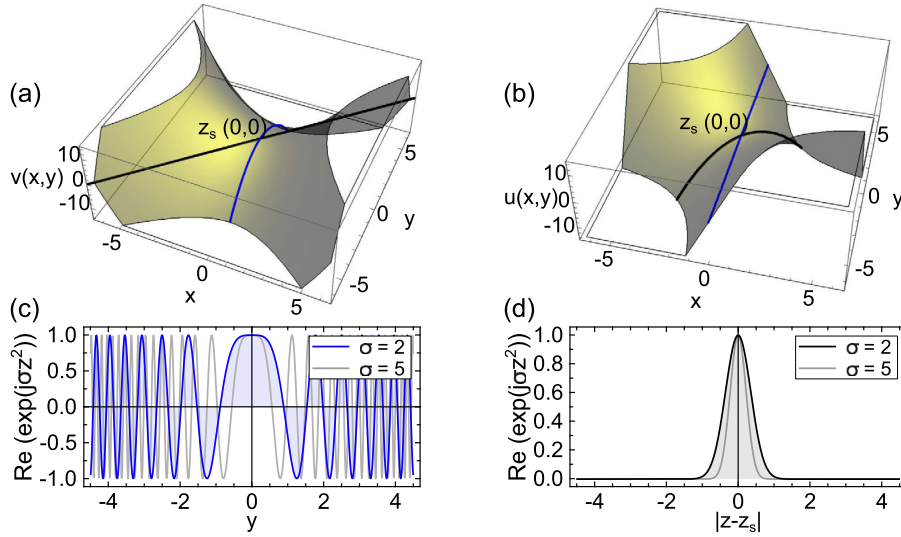 (a)
z_s (0,0)
10
v(x,y) 0
-10
-5
0
5
x
5
0
-5
y
(b)
z_s (0,0)
10
u(x,y) 0
-10
-5
0
5
x
5
0
-5
y
(c)
Re (exp(jσz²))
1.0
0.5
0.0
-0.5
-1.0
σ = 2
σ = 5
-4 -2 0 2 4
y
(d)
Re (exp(jσz²))
1.0
0.8
0.6
0.4
0.2
0.0
σ = 2
σ = 5
-4 -2 0 2 4
|z-z_s|